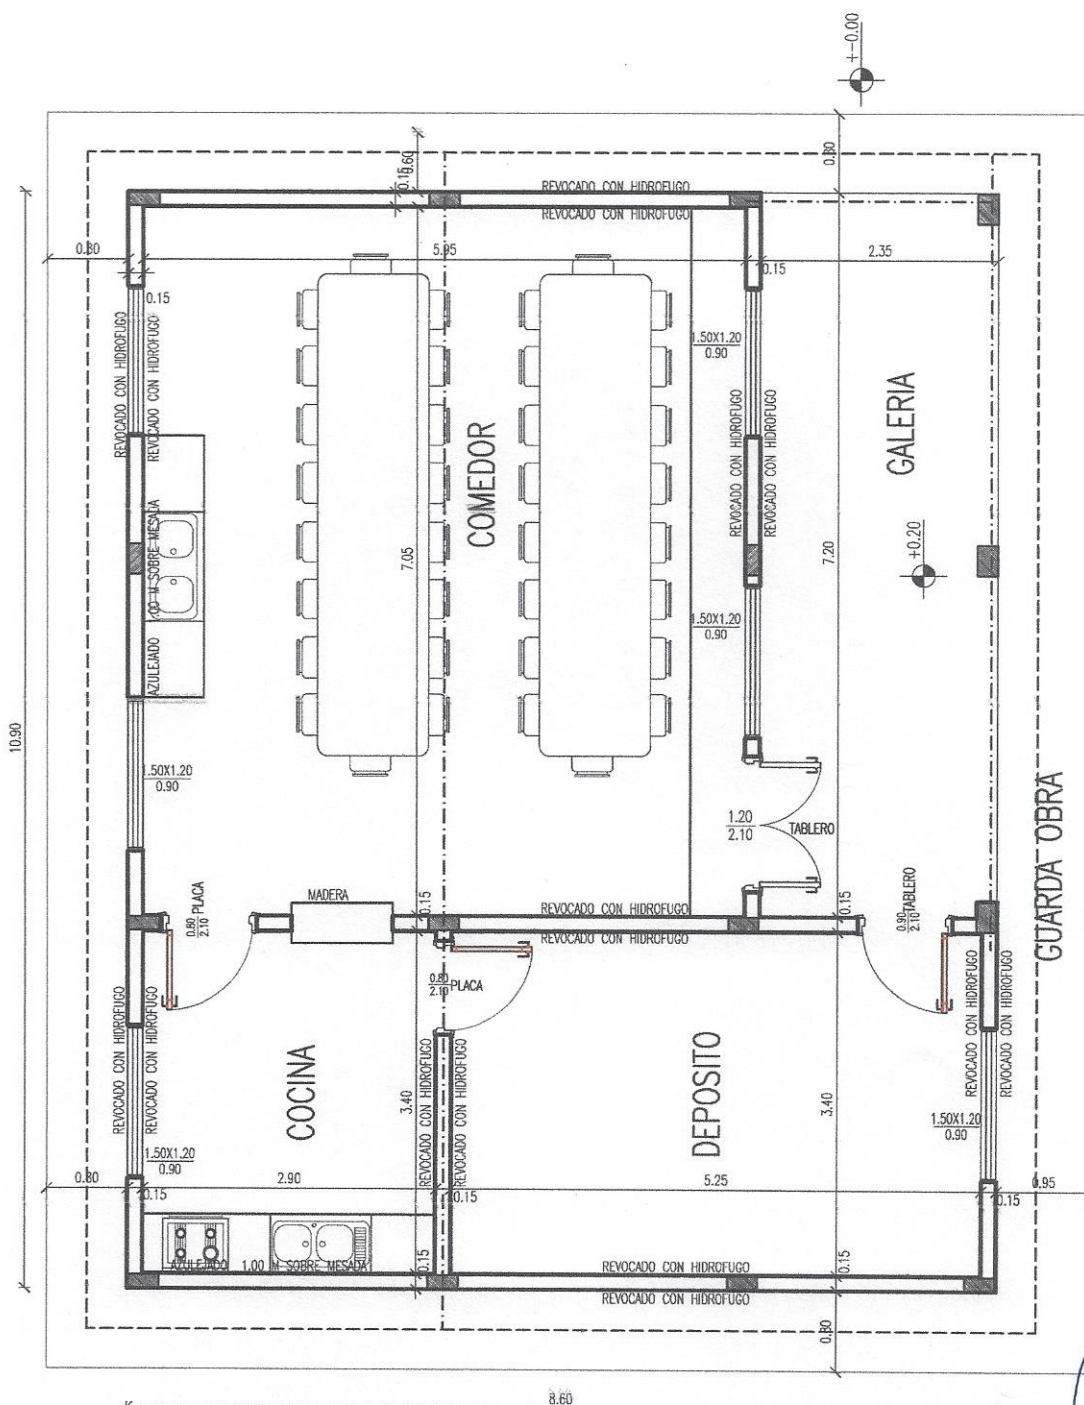 +-0.00
0.80
0.60
0.15
REVOCADO CON HIDROFUGO
REVOCADO CON HIDROFUGO
0.80
5.95
0.15
2.35
0.15
REVOCADO CON HIDROFUGO
REVOCADO CON HIDROFUGO
1.50X1.20
0.90
REVOCADO CON HIDROFUGO
REVOCADO CON HIDROFUGO
GALERIA
COMEDOR
AZULEJADO 1.00 M SOBRE MESADA
7.05
7.20
+0.20
1.50X1.20
0.90
10.90
1.50X1.20
0.90
1.20
2.10
TABLERO
GUARDA OBRA
0.80
2.10
PLACA
MADERA
0.15
REVOCADO CON HIDROFUGO
REVOCADO CON HIDROFUGO
0.15
0.90
2.10
TABLERO
0.80
2.10
PLACA
REVOCADO CON HIDROFUGO
REVOCADO CON HIDROFUGO
COCINA
3.40
REVOCADO CON HIDROFUGO
REVOCADO CON HIDROFUGO
DEPOSITO
3.40
REVOCADO CON HIDROFUGO
REVOCADO CON HIDROFUGO
1.50X1.20
0.90
1.50X1.20
0.90
0.80
0.15
2.90
0.15
5.25
0.15
0.95
AZULEJADO 1.00 M SOBRE MESADA
0.15
REVOCADO CON HIDROFUGO
REVOCADO CON HIDROFUGO
0.15
0.80
8.60